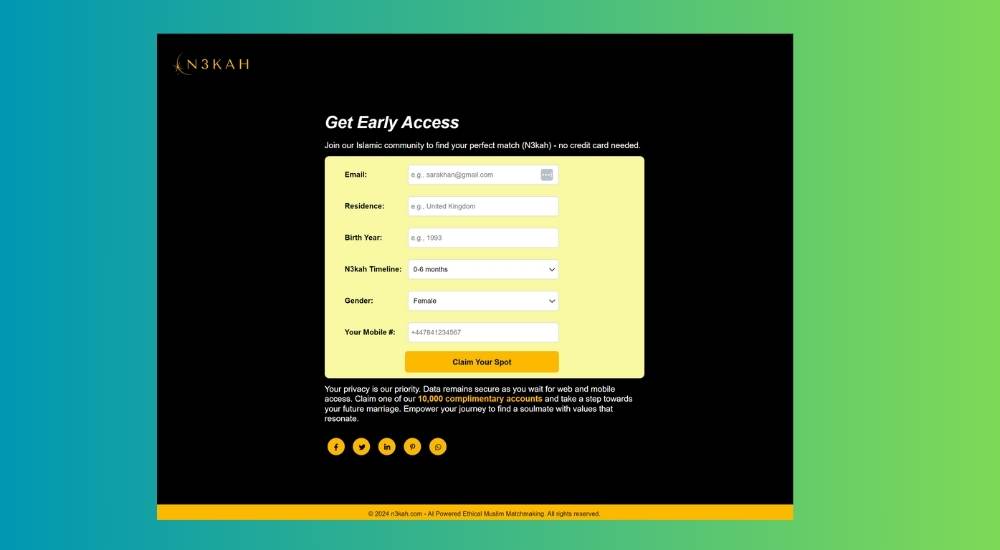 N3KAH
Get Early Access
Join our Islamic community to find your perfect match (N3kah) - no credit card needed.
Email: e.g., sarakhan@gmail.com
Residence: e.g., United Kingdom
Birth Year: e.g., 1993
N3kah Timeline: 0-6 months
Gender: Female
Your Mobile #: +447841234567
Claim Your Spot
Your privacy is our priority. Data remains secure as you wait for web and mobile
access. Claim one of our 10,000 complimentary accounts and take a step towards
your future marriage. Empower your journey to find a soulmate with values that
resonate.
© 2024 n3kah.com - AI Powered Ethical Muslim Matchmaking. All rights reserved.